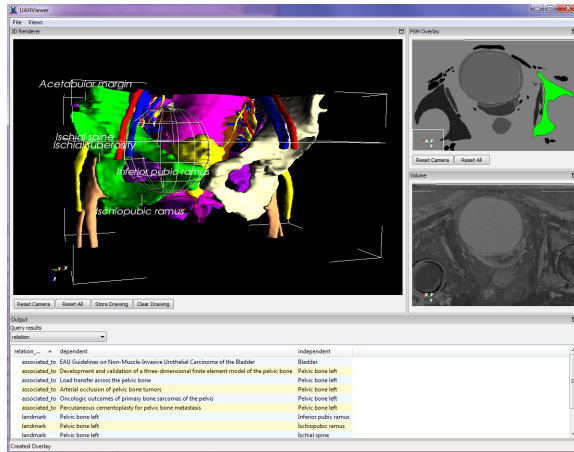 UAHViewer
File Views
3D Renderer
Acetabular margin
Ischial spine
Ischial tuberosity
Inferior pubic ramus
Ischiopubic ramus
Reset Camera Reset All Store Drawing Clear Drawing
PSM Overlay
Reset Camera Reset All
Volume
Output
Query results
relation
relation_... dependent independent
associated_to EAU Guidelines on Non-Muscle-Invasive Urothelial Carcinoma of the Bladder Bladder
associated_to Development and validation of a three-dimensional finite element model of the pelvic bone Pelvic bone left
associated_to Load transfer across the pelvic bone Pelvic bone left
associated_to Arterial occlusion of pelvic bone tumors Pelvic bone left
associated_to Oncologic outcomes of primary bone sarcomas of the pelvis Pelvic bone left
associated_to Percutaneous cementoplasty for pelvic bone metastasis Pelvic bone left
landmark Pelvic bone left Inferior pubic ramus
landmark Pelvic bone left Ischiopubic ramus
landmark Pelvic bone left Ischial spine
Created Overlay